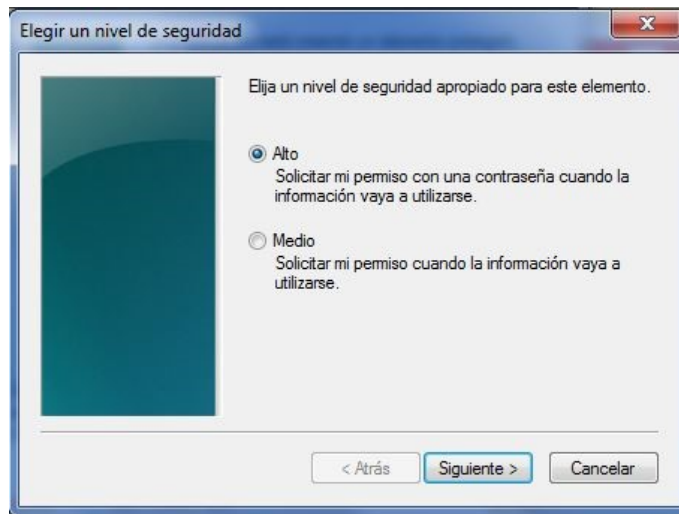 Elegir un nivel de seguridad
Elija un nivel de seguridad apropiado para este elemento.
Alto
Solicitar mi permiso con una contraseña cuando la
información vaya a utilizarse.
Medio
Solicitar mi permiso cuando la información vaya a
utilizarse.
< Atrás Siguiente > Cancelar